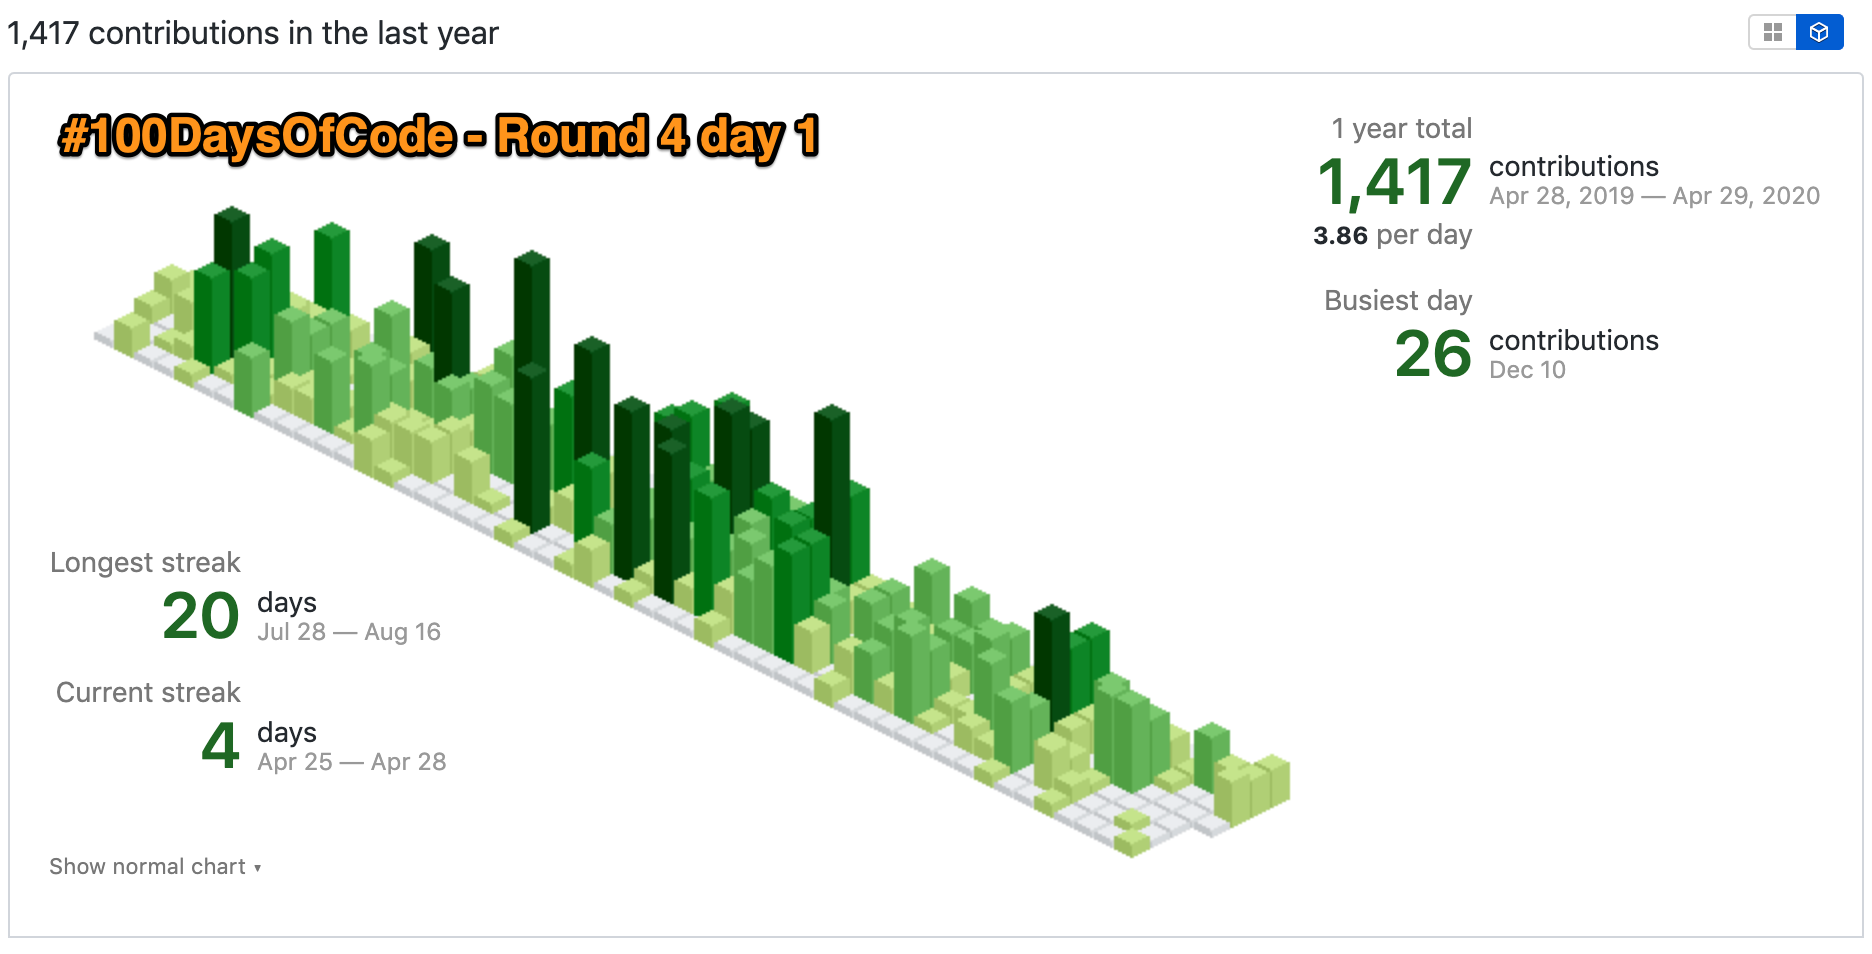 1,417 contributions in the last year
#100DaysOfCode - Round 4 day 1
1 year total
1,417 contributions
Apr 28, 2019 — Apr 29, 2020
3.86 per day
Busiest day
26 contributions
Dec 10
Longest streak
20 days
Jul 28 — Aug 16
Current streak
4 days
Apr 25 — Apr 28
Show normal chart ▾